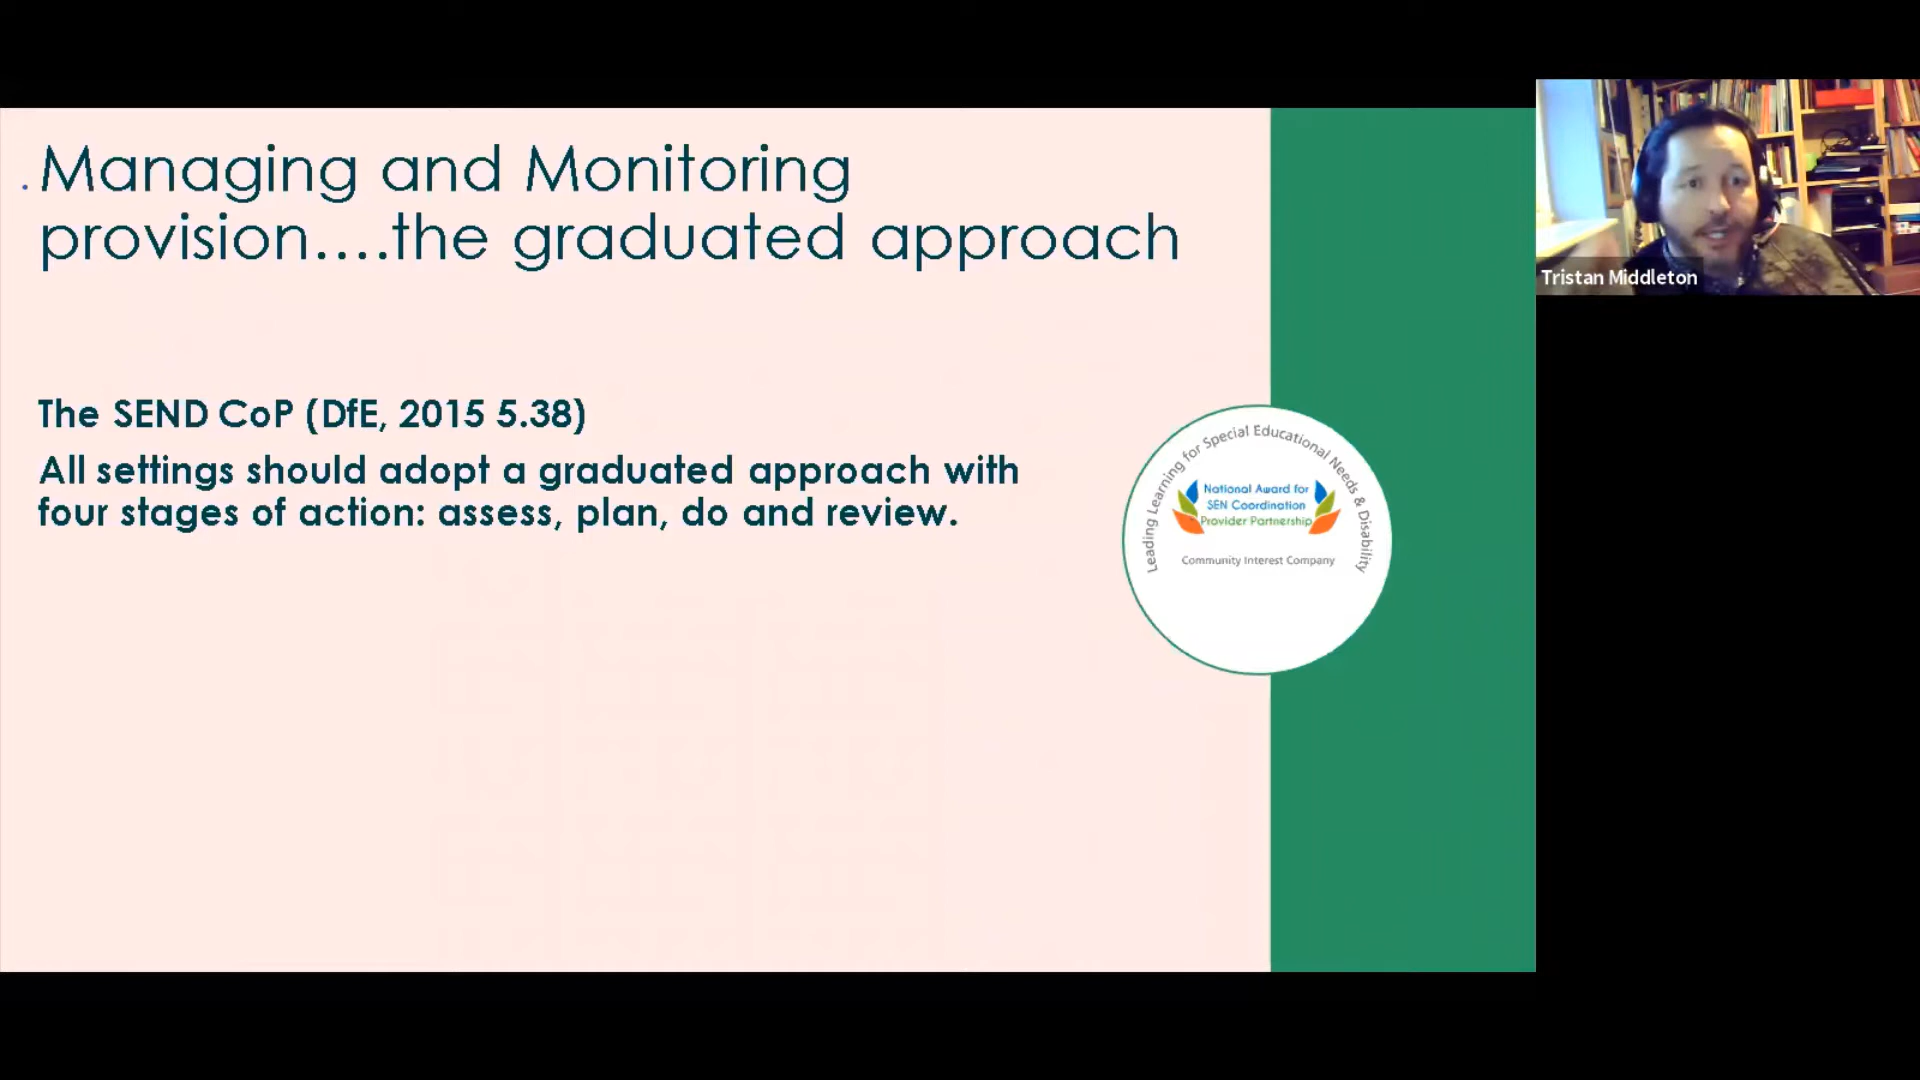 . Managing and Monitoring
provision....the graduated approach
The SEND CoP (DfE, 2015 5.38)
All settings should adopt a graduated approach with
four stages of action: assess, plan, do and review.
Leading Learning for Special Educational Needs & Disability
National Award for
SEN Coordination
Provider Partnership
Community Interest Company
Tristan Middleton